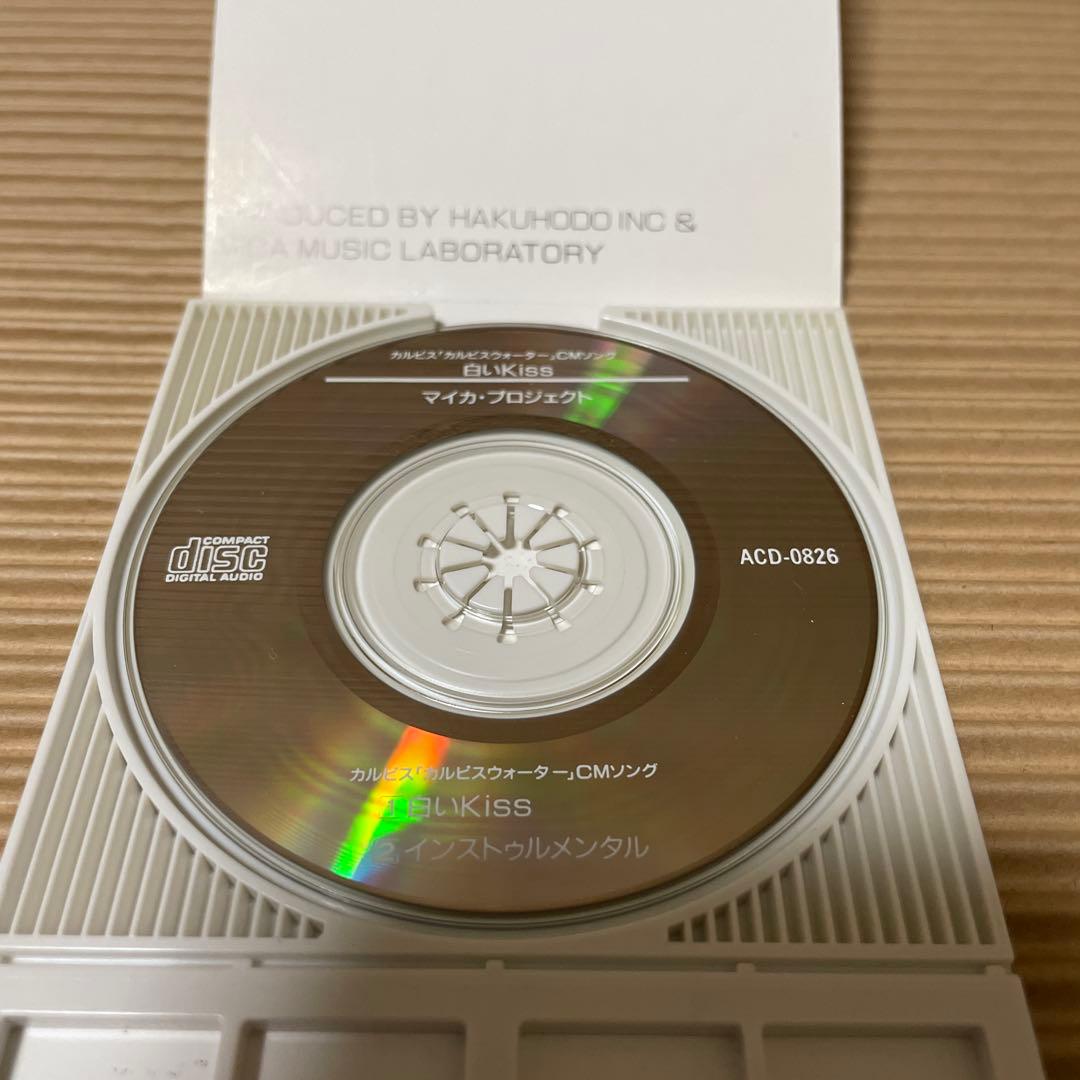 DUCED BY HAKUHODO INC &
MUSIC LABORATORY
カルピス「カルピスウォーター」CMソング
白いKiss
マイカ・プロジェクト
COMPACT
disc
DIGITAL AUDIO
ACD-0826
カルピス「カルピスウォーター」CMソング
1 白いKiss
2 インストゥルメンタル